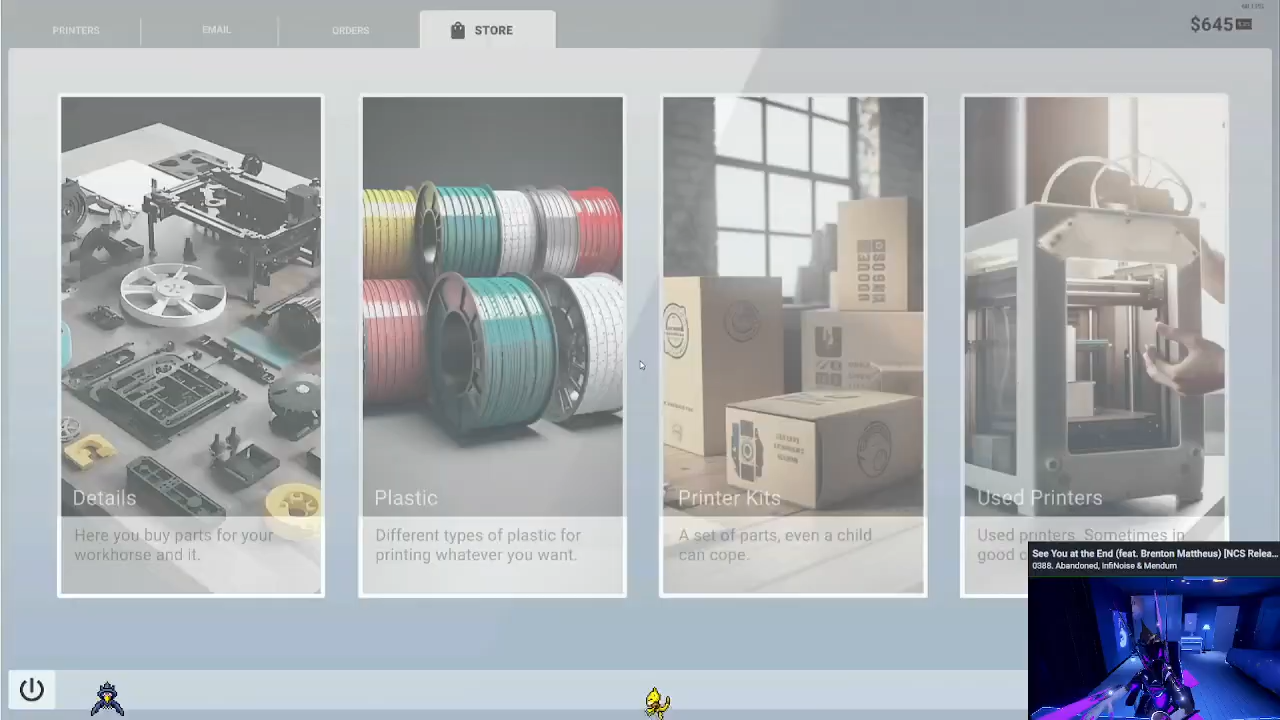 PRINTERS
EMAIL
ORDERS
STORE
$645
Details
Here you buy parts for your
workhorse and it.
Plastic
Different types of plastic for
printing whatever you want.
Printer Kits
A set of parts, even a child
can cope.
Used Printers
Used printers. Sometimes in
good
See You at the End (feat. Brenton Mattheus) [NCS Relea...
0388. Abandoned, InfiNoise & Mendum